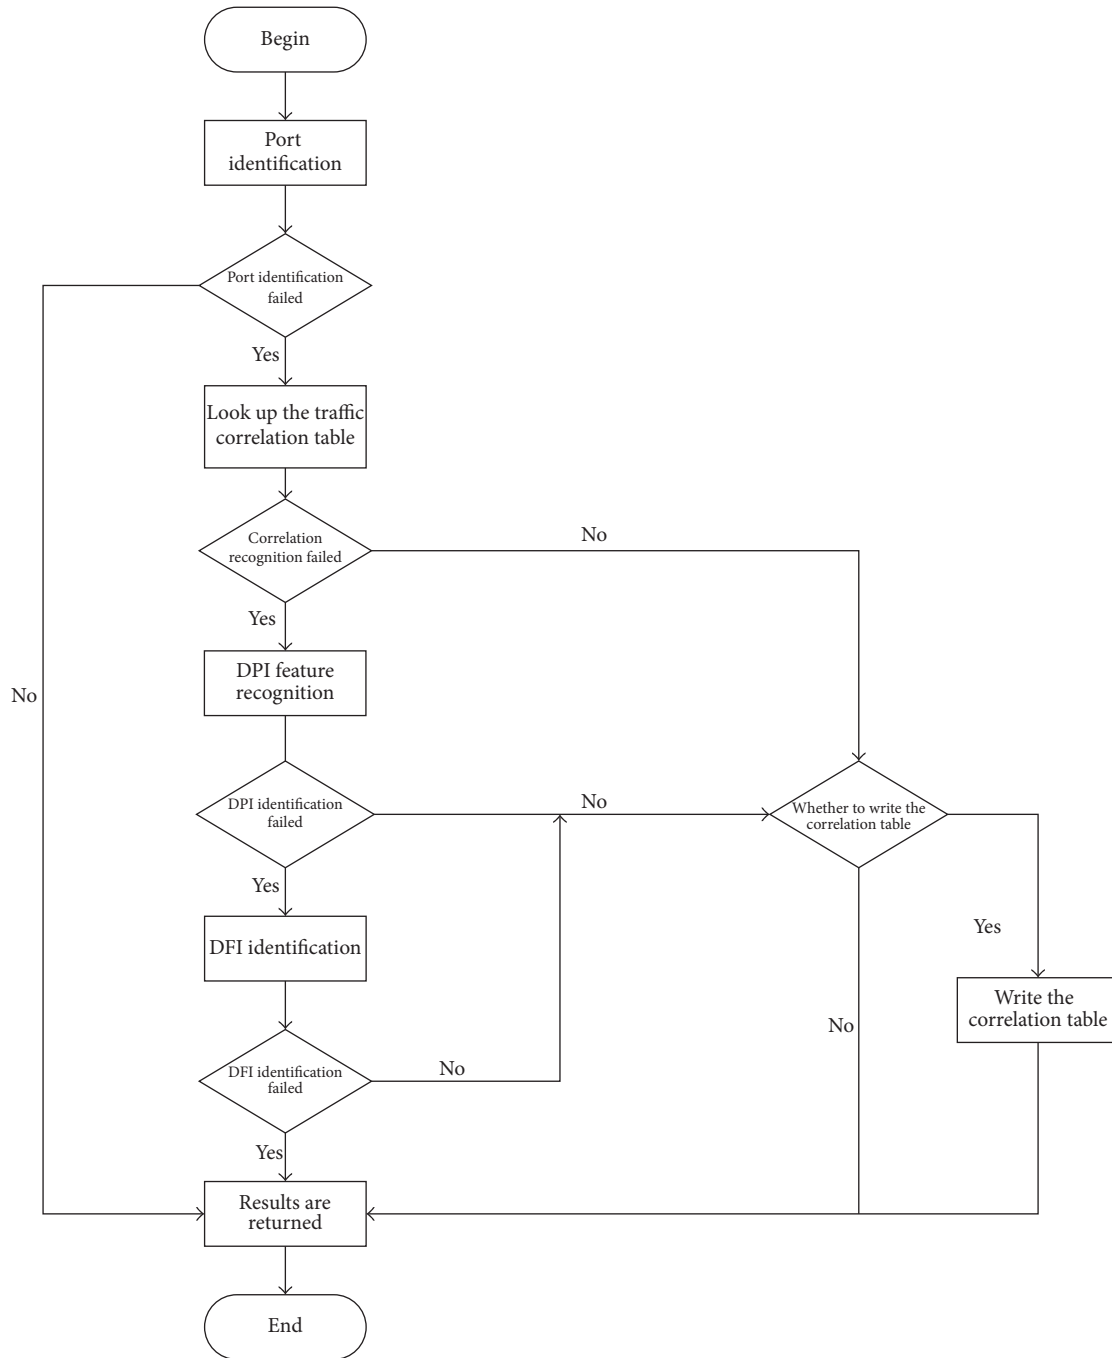 Begin
Port
identification
Port identification
failed
Yes
Look up the traffic
correlation table
Correlation
recognition failed
No
Yes
DPI feature
recognition
No
DPI identification
failed
No
Whether to write the
correlation table
Yes
DFI identification
Yes
Write the
correlation table
No
DFI identification
failed
No
Yes
Results are
returned
End